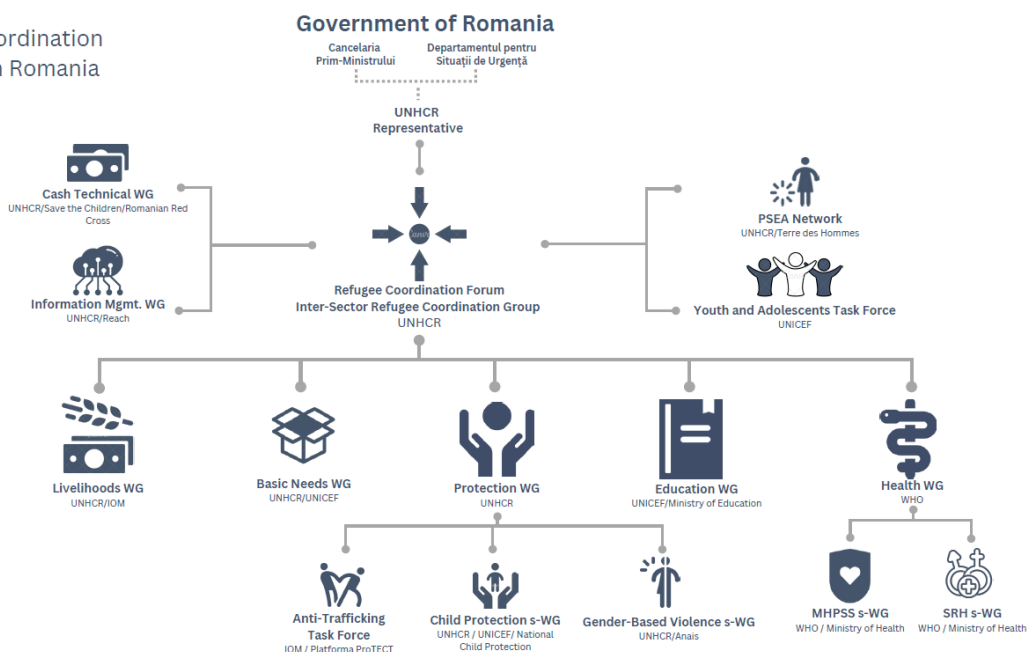 ordination
Romania
Government of Romania
Cancelaria
Prim-Ministrului
Departamentul pentru
Situații de Urgență
UNHCR
Representative
Cash Technical WG
UNHCR/Save the Children/Romanian Red
Cross
Information Mgmt. WG
UNHCR/Reach
PSEA Network
UNHCR/Terre des Hommes
Youth and Adolescents Task Force
UNICEF
Refugee Coordination Forum
Inter-Sector Refugee Coordination Group
UNHCR
Livelihoods WG
UNHCR/IOM
Basic Needs WG
UNHCR/UNICEF
Protection WG
UNHCR
Education WG
UNICEF/Ministry of Education
Health WG
WHO
Anti-Trafficking
Task Force
IOM / Platforma ProTECT
Child Protection s-WG
UNHCR / UNICEF/ National
Child Protection
Gender-Based Violence s-WG
UNHCR/Anais
MHPSS s-WG
WHO / Ministry of Health
SRH s-WG
WHO / Ministry of Health